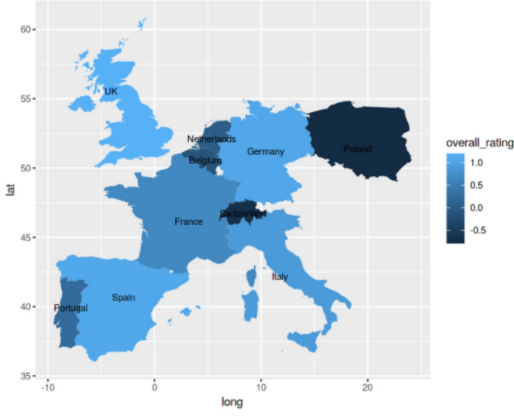 60
55
50
45
40
35
lat
-10
0
10
20
long
UK
Netherlands
Belgium
Germany
Poland
France
Switzerland
Italy
Spain
Portugal
overall_rating
1.0
0.5
0.0
-0.5